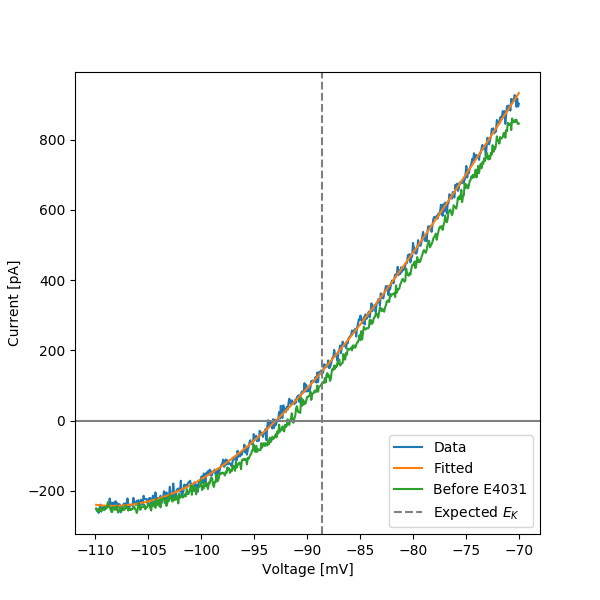 800
600
400
200
0
−200
Current [pA]
−110
−105
−100
−95
−90
−85
−80
−75
−70
Voltage [mV]
Data
Fitted
Before E4031
Expected E_K